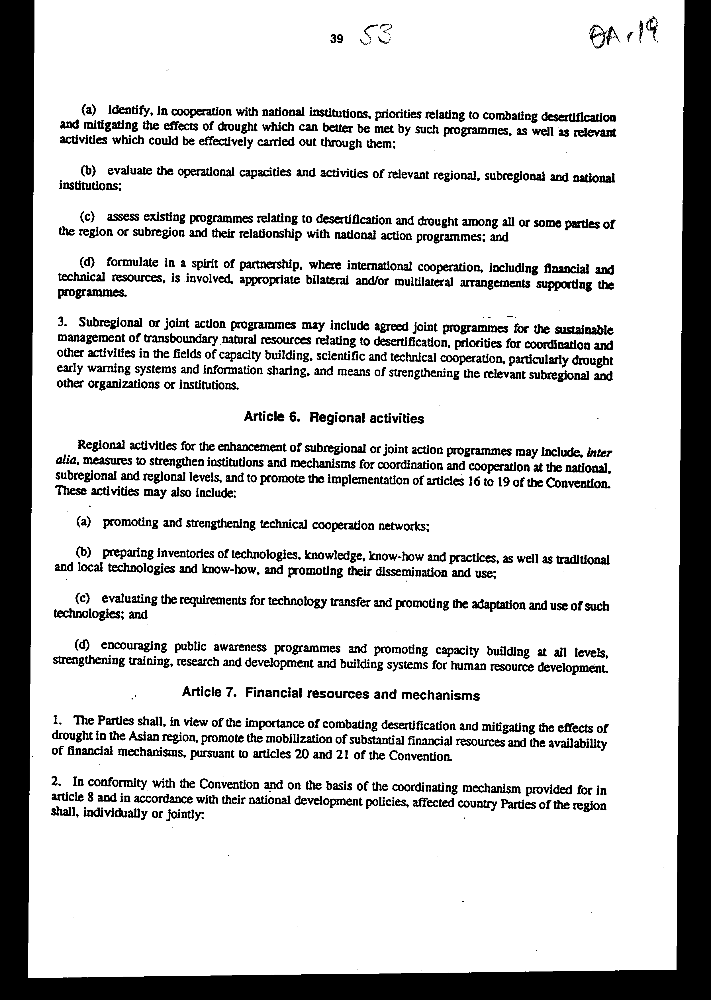 39 53
(a) identify, in cooperation with national institutions, priorities relating to combating desertification
and mitigating the effects of drought which can better be met by such programmes, as well as relevant
activities which could be effectively carried out through them;
(b) evaluate the operational capacities and activities of relevant regional, subregional and national
institutions;
(c) assess existing programmes relating to desertification and drought among all or some parties of
the region or subregion and their relationship with national action programmes; and
(d) formulate in a spirit of partnership, where international cooperation, including financial and
technical resources, is involved, appropriate bilateral and/or multilateral arrangements supporting the
programmes.
3. Subregional or joint action programmes may include agreed joint programmes for the sustainable
management of transboundary natural resources relating to desertification, priorities for coordination and
other activities in the fields of capacity building, scientific and technical cooperation, particularly drought
early warning systems and information sharing, and means of strengthening the relevant subregional and
other organizations or institutions.
Article 6. Regional activities
Regional activities for the enhancement of subregional or joint action programmes may include, inter
alia, measures to strengthen institutions and mechanisms for coordination and cooperation at the national,
subregional and regional levels, and to promote the implementation of articles 16 to 19 of the Convention.
These activities may also include:
(a) promoting and strengthening technical cooperation networks;
(b) preparing inventories of technologies, knowledge, know-how and practices, as well as traditional
and local technologies and know-how, and promoting their dissemination and use;
(c) evaluating the requirements for technology transfer and promoting the adaptation and use of such
technologies; and
(d) encouraging public awareness programmes and promoting capacity building at all levels,
strengthening training, research and development and building systems for human resource development.
Article 7. Financial resources and mechanisms
1. The Parties shall, in view of the importance of combating desertification and mitigating the effects of
drought in the Asian region, promote the mobilization of substantial financial resources and the availability
of financial mechanisms, pursuant to articles 20 and 21 of the Convention.
2. In conformity with the Convention and on the basis of the coordinating mechanism provided for in
article 8 and in accordance with their national development policies, affected country Parties of the region
shall, individually or jointly: